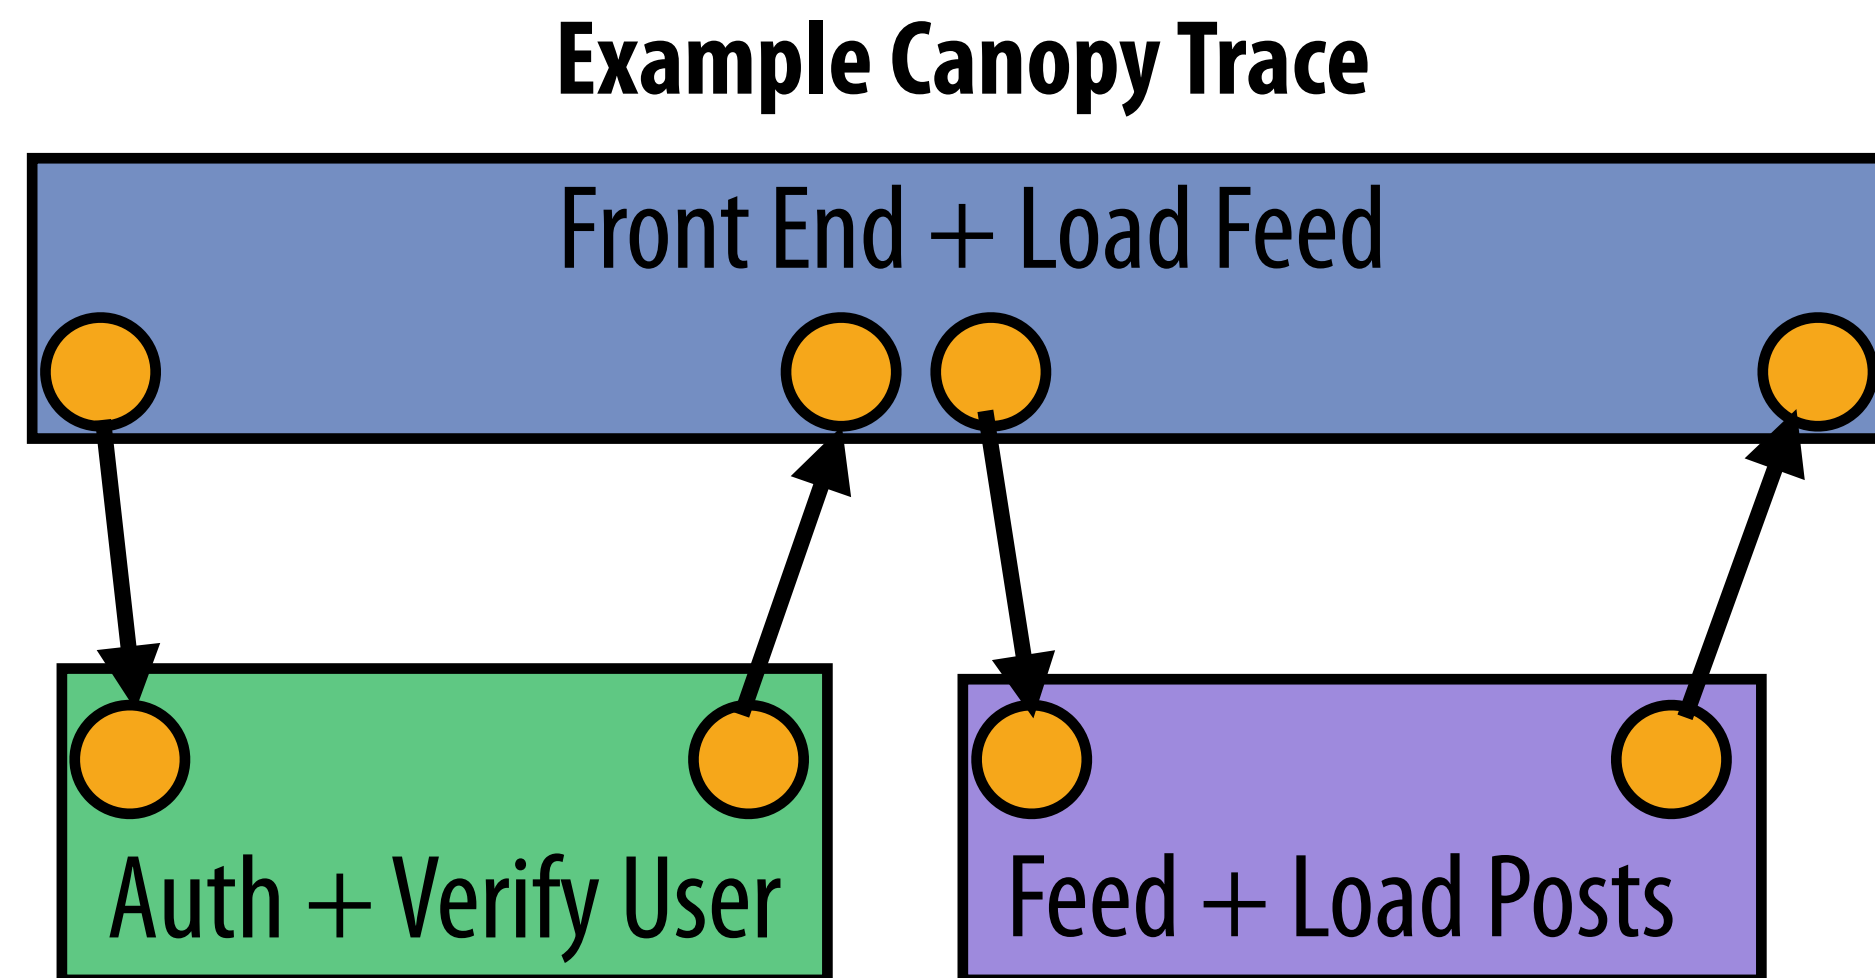 Example Canopy Trace
Front End + Load Feed
Auth + Verify User
Feed + Load Posts